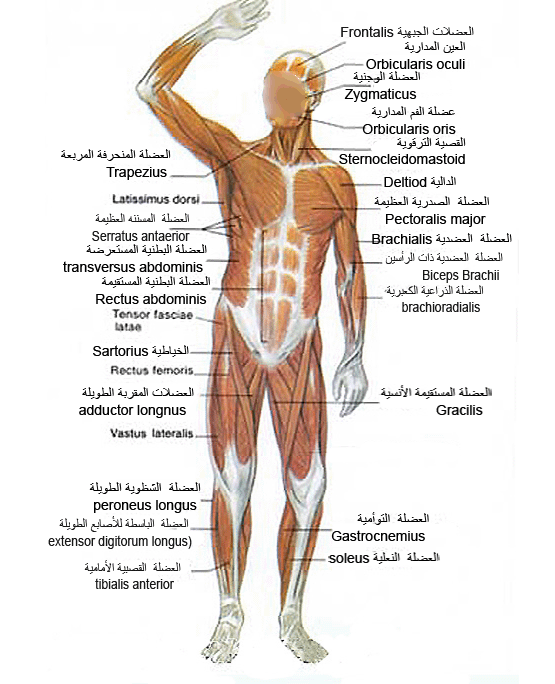 Frontalis العضلات الجبهية
العين المدارية
Orbicularis oculi
العضلة الوجنية
Zygmaticus
عضلة الفم المدارية
Orbicularis oris
القصية الترقوية
Sternocleidomastoid
Deltiod الدالية
العضلة الصدرية العظيمة
Pectoralis major
Brachialis العضلة العضدية
العضلة العضدية ذات الرأسين
Biceps Brachii
العضلة الذراعية الكعبرية
brachioradialis
العضلة المستقيمة الأنسية
Gracilis
العضلة التوأمية
Gastrocnemius
soleus العضلة النعلية
العضلة المنحرفة المربعة
Trapezius
Latissimus dorsi
العضلة المسننه العظيمة
Serratus antaerior
العضلة البطنية المستعرضة
transversus abdominis
العضلة البطنية المستقيمة
Rectus abdominis
Tensor fasciae
latae
Sartorius الخياطية
Rectus femoris
العضلات المقربة الطويلة
adductor longnus
Vastus lateralis
العضلة الشظوية الطويلة
peroneus longus
العضلة الباسطة للأصابع الطويلة
extensor digitorum longus)
العضلة القصبية الأمامية
tibialis anterior